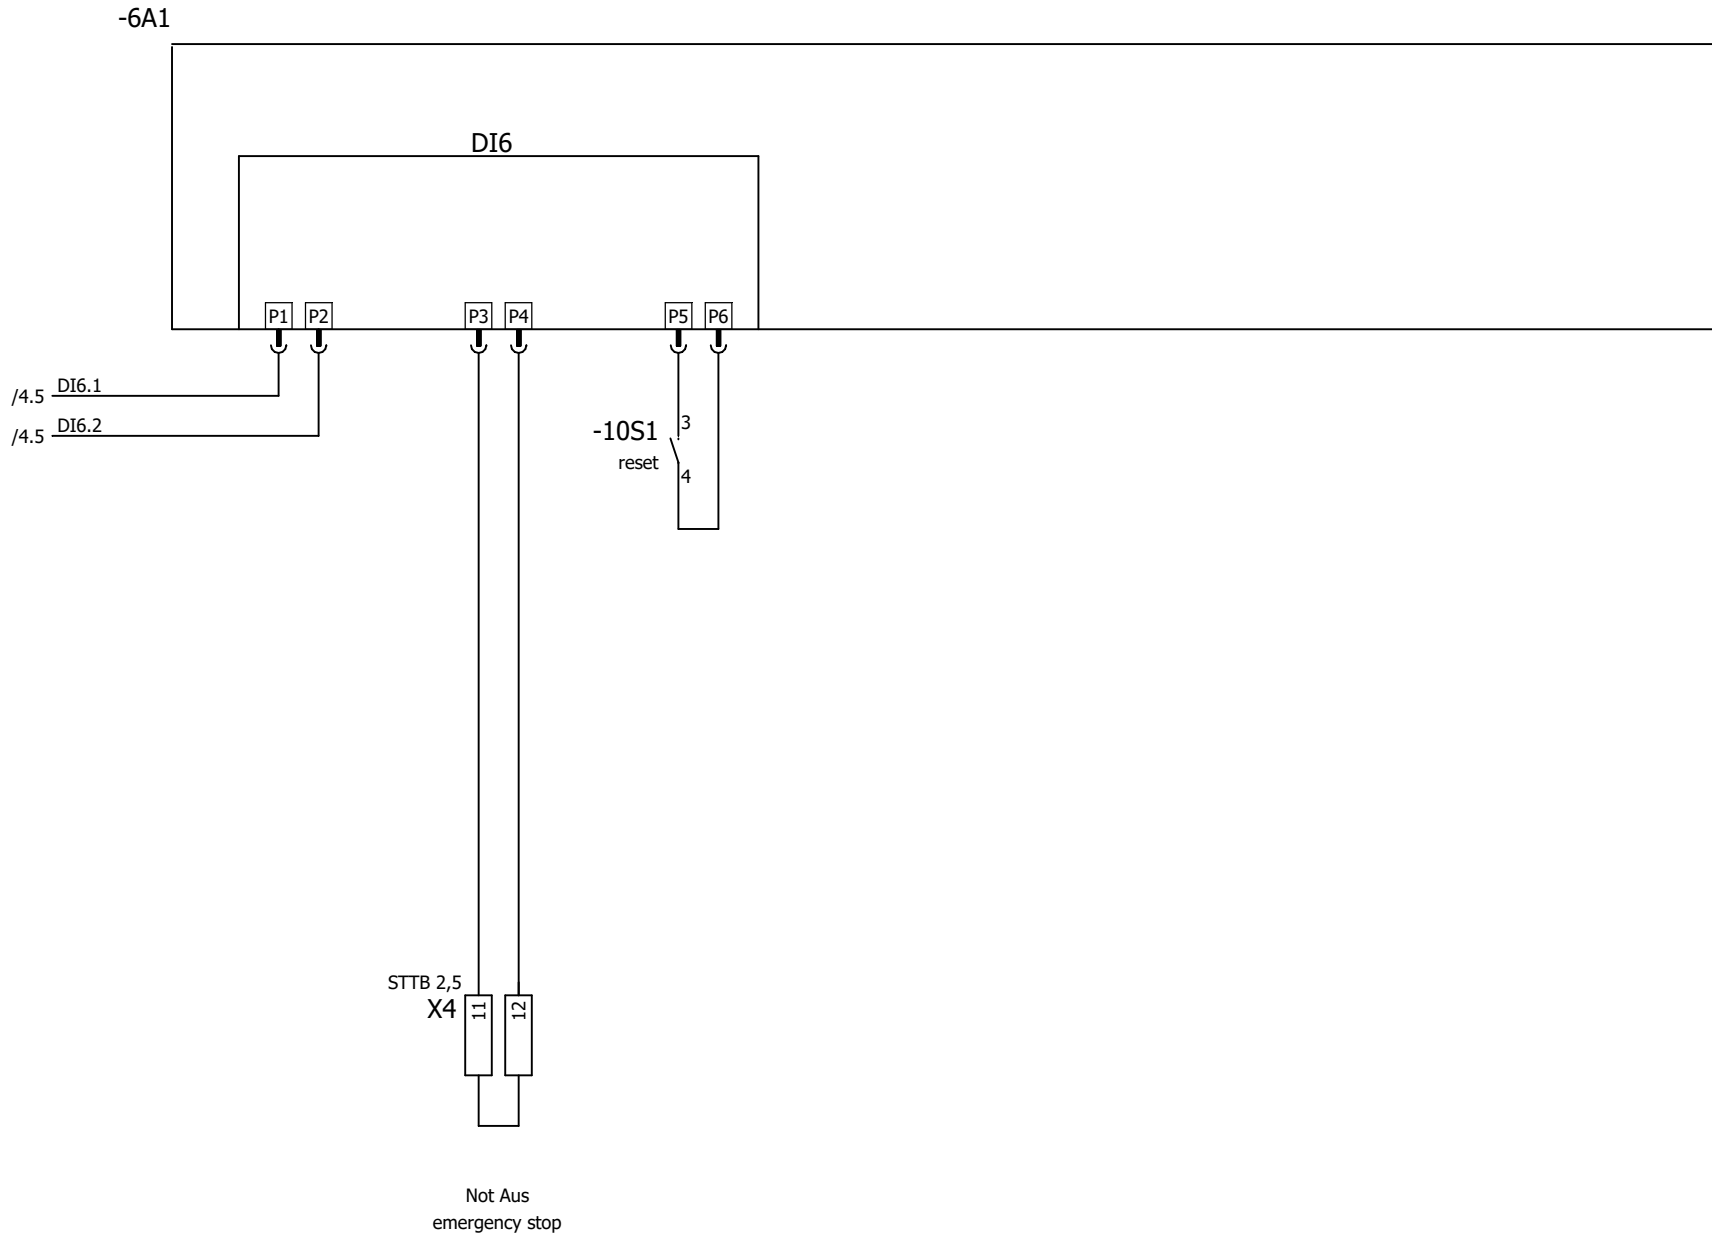 -6A1
DI6
P1 P2 P3 P4 P5 P6
/4.5 DI6.1
/4.5 DI6.2
3
-10S1
reset
4
STTB 2,5
X4 11 12
Not Aus
emergency stop